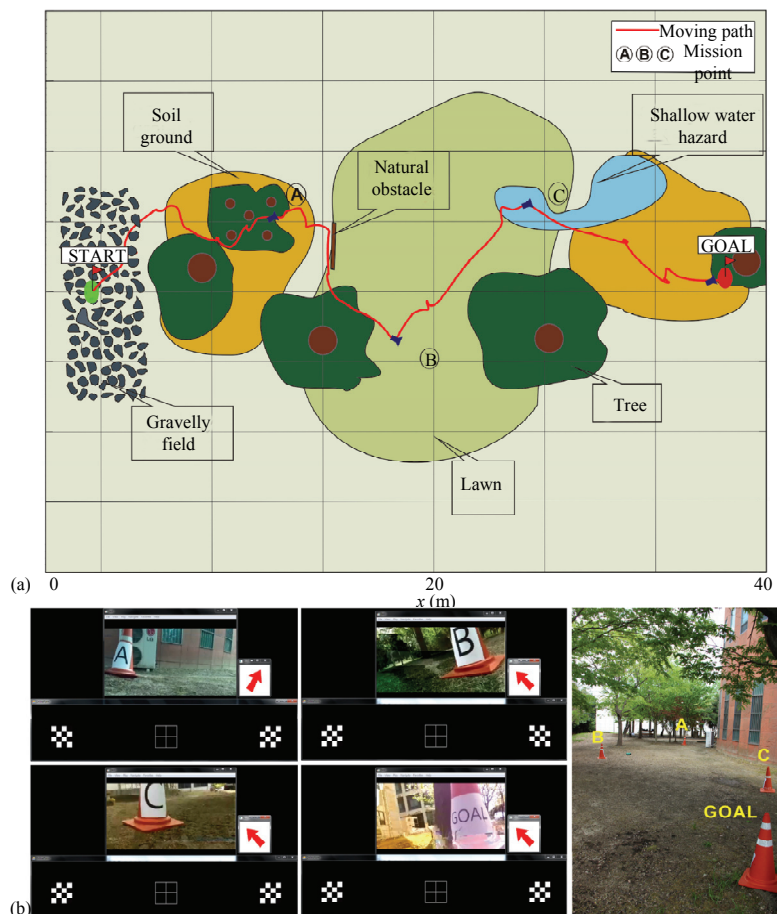 Moving path
A B C Mission
point
Soil
ground
Shallow water
hazard
Natural
obstacle
A
C
START
GOAL
B
Gravelly
field
Tree
Lawn
(a)
0 20 40
x (m)
A
B
C
GOAL
A
B
C
GOAL
(b)